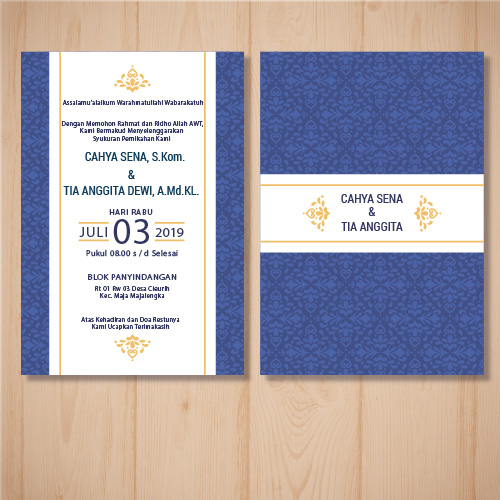 Assalamu'alaikum Warahmatullahi Wabarakatuh
Dengan Memohon Rahmat dan Ridho Allah AWT,
Kami Bermakud Menyelenggarakan
Syukuran Pernikahan Kami
CAHYA SENA, S.Kom.
&
TIA ANGGITA DEWI, A.Md.KL.
HARI RABU
JULI 03 2019
Pukul 08.00 s / d Selesai
BLOK PANYINDANGAN
Rt 01 Rw 03 Desa Cieurih
Kec. Maja Majalengka
Atas Kehadiran dan Doa Restunya
Kami Ucapkan Terimakasih
CAHYA SENA
&
TIA ANGGITA